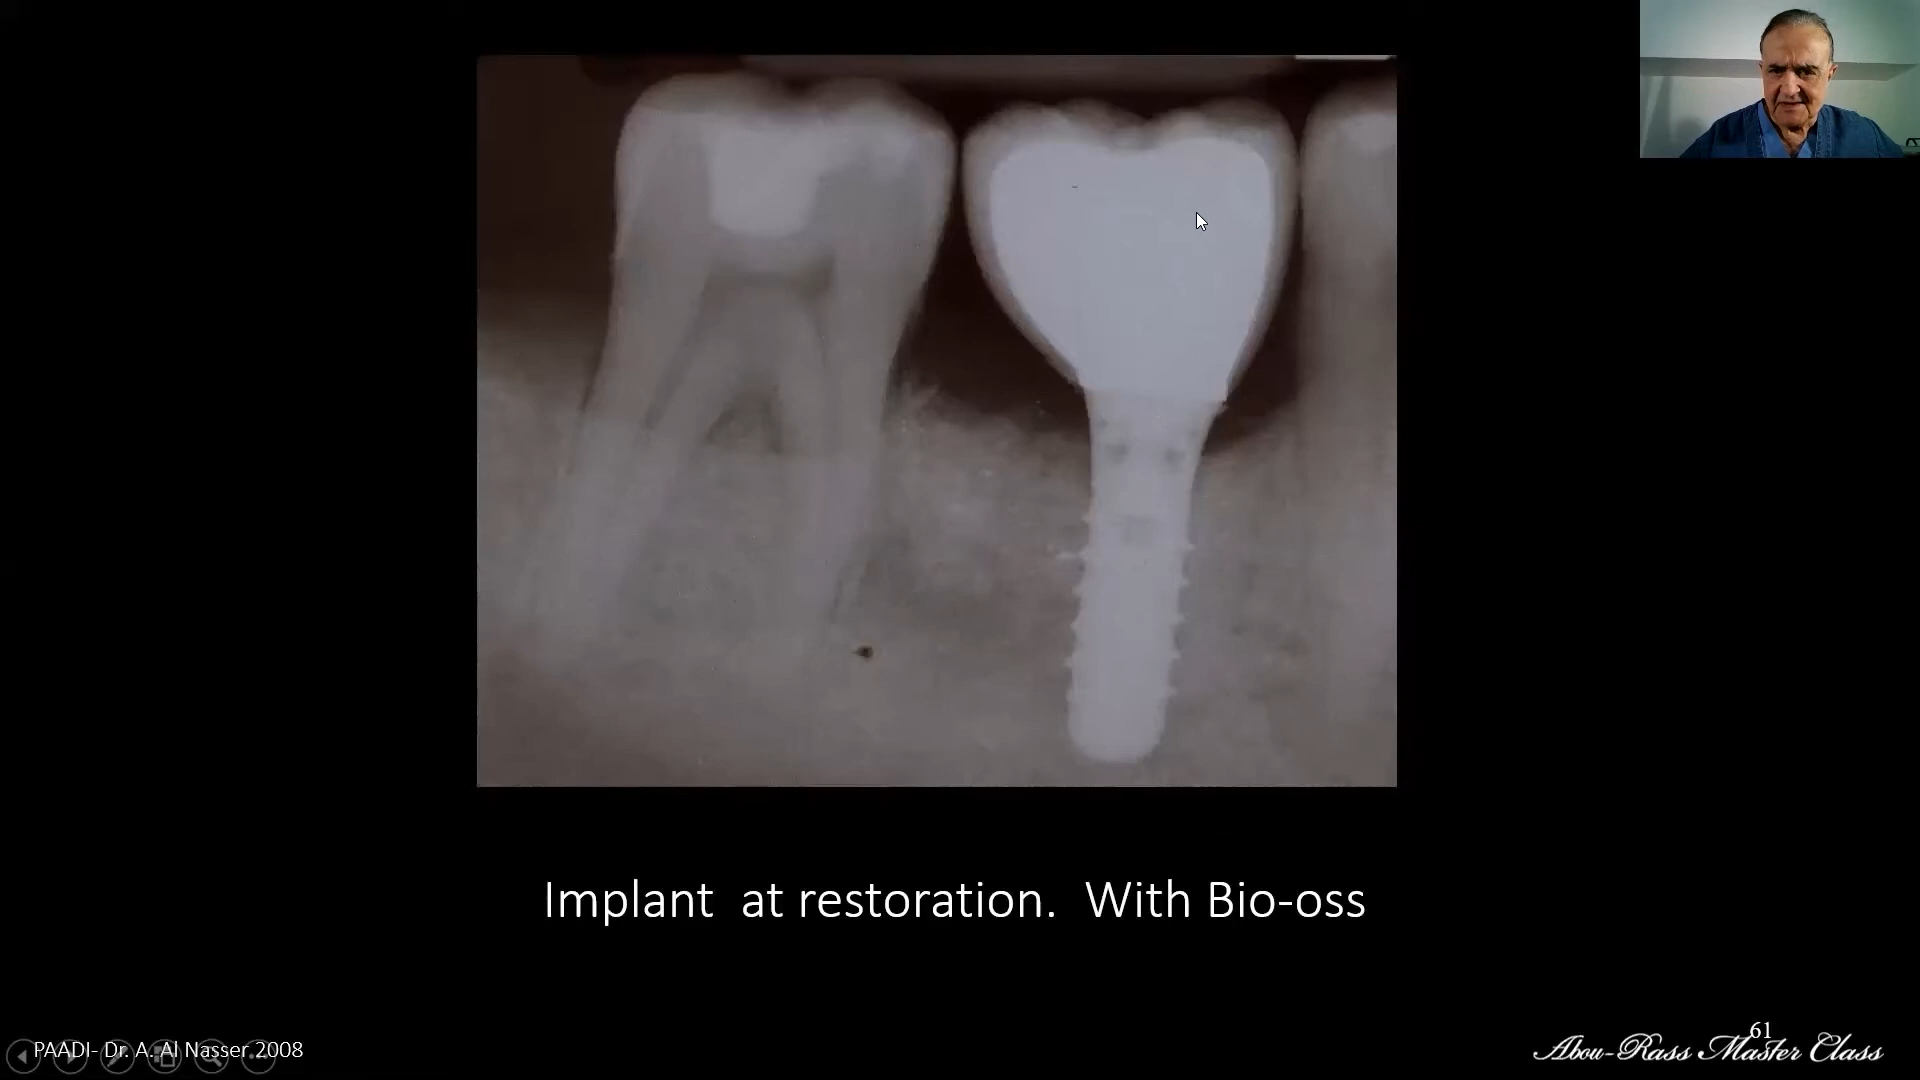 Implant at restoration. With Bio-oss
PAADI- Dr. A. Al Nasser 2008
61
Abou-Rass Master Class